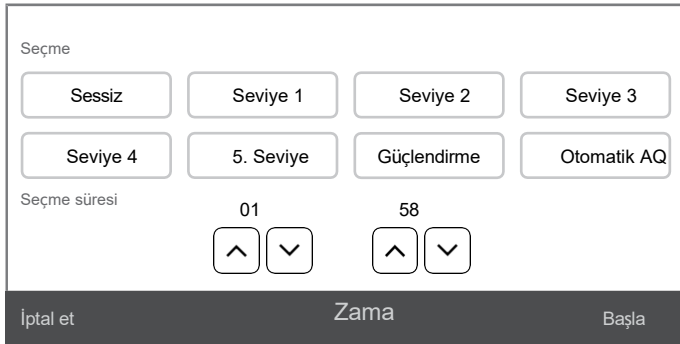 Seçme
Sessiz Seviye 1 Seviye 2 Seviye 3
Seviye 4 5. Seviye Güçlendirme Otomatik AQ
Seçme süresi
01 58
İptal et Zama Başla